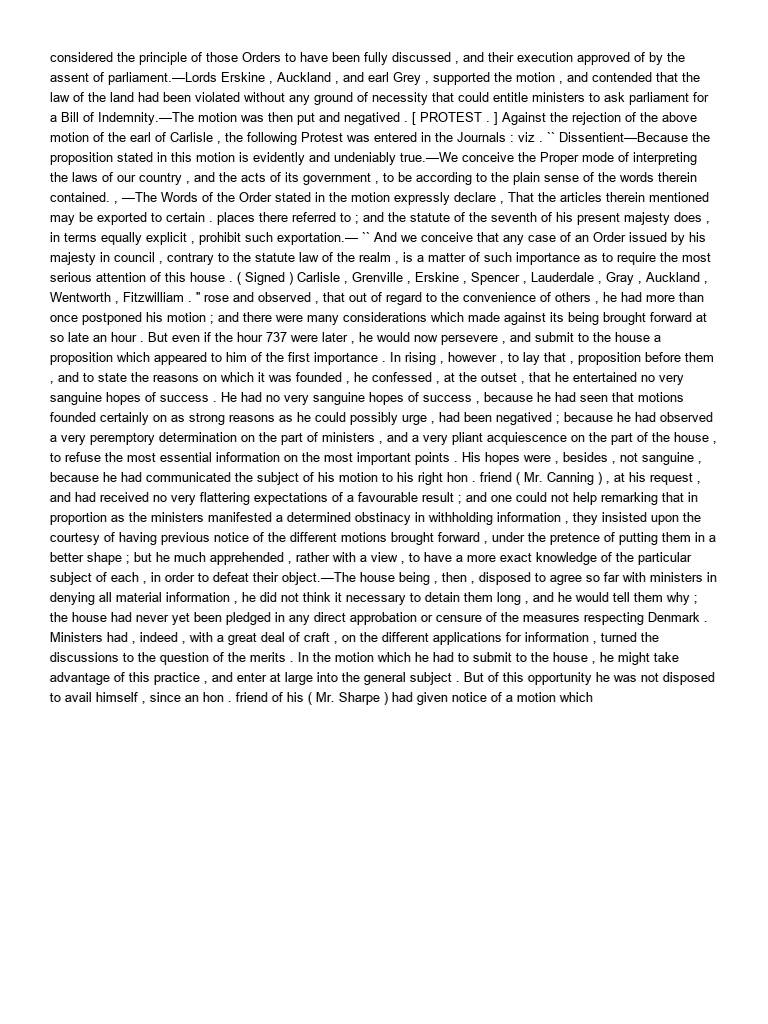 considered the principle of those Orders to have been fully discussed , and their execution approved of by the
assent of parliament.—Lords Erskine , Auckland , and earl Grey , supported the motion , and contended that the
law of the land had been violated without any ground of necessity that could entitle ministers to ask parliament for
a Bill of Indemnity.—The motion was then put and negatived . [ PROTEST . ] Against the rejection of the above
motion of the earl of Carlisle , the following Protest was entered in the Journals : viz . `` Dissentient—Because the
proposition stated in this motion is evidently and undeniably true.—We conceive the Proper mode of interpreting
the laws of our country , and the acts of its government , to be according to the plain sense of the words therein
contained. , —The Words of the Order stated in the motion expressly declare , That the articles therein mentioned
may be exported to certain . places there referred to ; and the statute of the seventh of his present majesty does ,
in terms equally explicit , prohibit such exportation.— `` And we conceive that any case of an Order issued by his
majesty in council , contrary to the statute law of the realm , is a matter of such importance as to require the most
serious attention of this house . ( Signed ) Carlisle , Grenville , Erskine , Spencer , Lauderdale , Gray , Auckland ,
Wentworth , Fitzwilliam . " rose and observed , that out of regard to the convenience of others , he had more than
once postponed his motion ; and there were many considerations which made against its being brought forward at
so late an hour . But even if the hour 737 were later , he would now persevere , and submit to the house a
proposition which appeared to him of the first importance . In rising , however , to lay that , proposition before them
, and to state the reasons on which it was founded , he confessed , at the outset , that he entertained no very
sanguine hopes of success . He had no very sanguine hopes of success , because he had seen that motions
founded certainly on as strong reasons as he could possibly urge , had been negatived ; because he had observed
a very peremptory determination on the part of ministers , and a very pliant acquiescence on the part of the house ,
to refuse the most essential information on the most important points . His hopes were , besides , not sanguine ,
because he had communicated the subject of his motion to his right hon . friend ( Mr. Canning ) , at his request ,
and had received no very flattering expectations of a favourable result ; and one could not help remarking that in
proportion as the ministers manifested a determined obstinacy in withholding information , they insisted upon the
courtesy of having previous notice of the different motions brought forward , under the pretence of putting them in a
better shape ; but he much apprehended , rather with a view , to have a more exact knowledge of the particular
subject of each , in order to defeat their object.—The house being , then , disposed to agree so far with ministers in
denying all material information , he did not think it necessary to detain them long , and he would tell them why ;
the house had never yet been pledged in any direct approbation or censure of the measures respecting Denmark .
Ministers had , indeed , with a great deal of craft , on the different applications for information , turned the
discussions to the question of the merits . In the motion which he had to submit to the house , he might take
advantage of this practice , and enter at large into the general subject . But of this opportunity he was not disposed
to avail himself , since an hon . friend of his ( Mr. Sharpe ) had given notice of a motion which